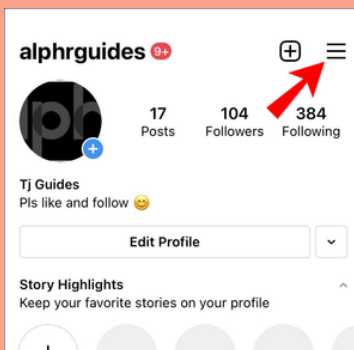 alphrguides 9+
ph
17 104 384
Posts Followers Following
Tj Guides
Pls like and follow 😄
Edit Profile
Story Highlights
Keep your favorite stories on your profile